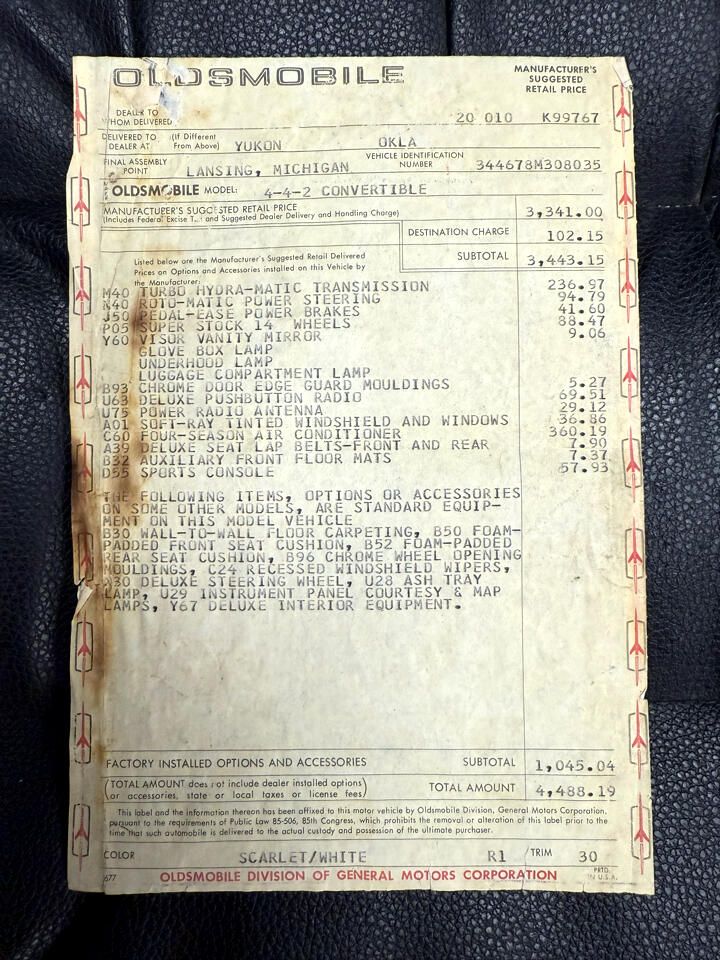 OLDSMOBILE
MANUFACTURER'S
SUGGESTED
RETAIL PRICE
DEALER TO
WHOM DELIVERED
20 010 K99767
DELIVERED TO (If Different
DEALER AT From Above) YUKON OKLA
FINAL ASSEMBLY
POINT LANSING, MICHIGAN
VEHICLE IDENTIFICATION
NUMBER 344678M308035
OLDSMOBILE MODEL: 4-4-2 CONVERTIBLE
MANUFACTURER'S SUGGESTED RETAIL PRICE 3,341.00
(Includes Federal Excise and Suggested Dealer Delivery and Handling Charge)
DESTINATION CHARGE 102.15
SUBTOTAL 3,443.15
Listed below are the Manufacturer's Suggested Retail Delivered
Prices on Options and Accessories installed on this Vehicle by
the Manufacturer:
M40 TURBO HYDRA-MATIC TRANSMISSION 236.97
N40 ROTO-MATIC POWER STEERING 94.79
J50 PEDAL-EASE POWER BRAKES 41.60
P05 SUPER STOCK 14 WHEELS 88.47
Y60 VISOR VANITY MIRROR 9.06
GLOVE BOX LAMP
UNDERHOOD LAMP
LUGGAGE COMPARTMENT LAMP
B93 CHROME DOOR EDGE GUARD MOULDINGS 5.27
U63 DELUXE PUSHBUTTON RADIO 69.51
U75 POWER RADIO ANTENNA 29.12
A01 SOFT-RAY TINTED WINDSHIELD AND WINDOWS 36.86
C60 FOUR-SEASON AIR CONDITIONER 360.19
A39 DELUXE SEAT LAP BELTS-FRONT AND REAR 7.90
B32 AUXILIARY FRONT FLOOR MATS 7.37
D55 SPORTS CONSOLE 57.93
THE FOLLOWING ITEMS, OPTIONS OR ACCESSORIES
ON SOME OTHER MODELS, ARE STANDARD EQUIP-
MENT ON THIS MODEL VEHICLE
B30 WALL-TO-WALL FLOOR CARPETING, B50 FOAM-
PADDED FRONT SEAT CUSHION, B52 FOAM-PADDED
REAR SEAT CUSHION, B96 CHROME WHEEL OPENING
MOULDINGS, C24 RECESSED WINDSHIELD WIPERS,
N30 DELUXE STEERING WHEEL, U28 ASH TRAY
LAMP, U29 INSTRUMENT PANEL COURTESY & MAP
LAMPS, Y67 DELUXE INTERIOR EQUIPMENT.
FACTORY INSTALLED OPTIONS AND ACCESSORIES SUBTOTAL 1,045.04
(TOTAL AMOUNT does not include dealer installed options)
(or accessories, state or local taxes or license fees) TOTAL AMOUNT 4,488.19
This label and the information thereon has been affixed to this motor vehicle by Oldsmobile Division, General Motors Corporation,
pursuant to the requirements of Public Law 85-506, 85th Congress, which prohibits the removal or alteration of this label prior to the
time that such automobile is delivered to the actual custody and possession of the ultimate purchaser.
COLOR SCARLET/WHITE R1 TRIM 30
677 OLDSMOBILE DIVISION OF GENERAL MOTORS CORPORATION
PRTD.
IN U.S.A.